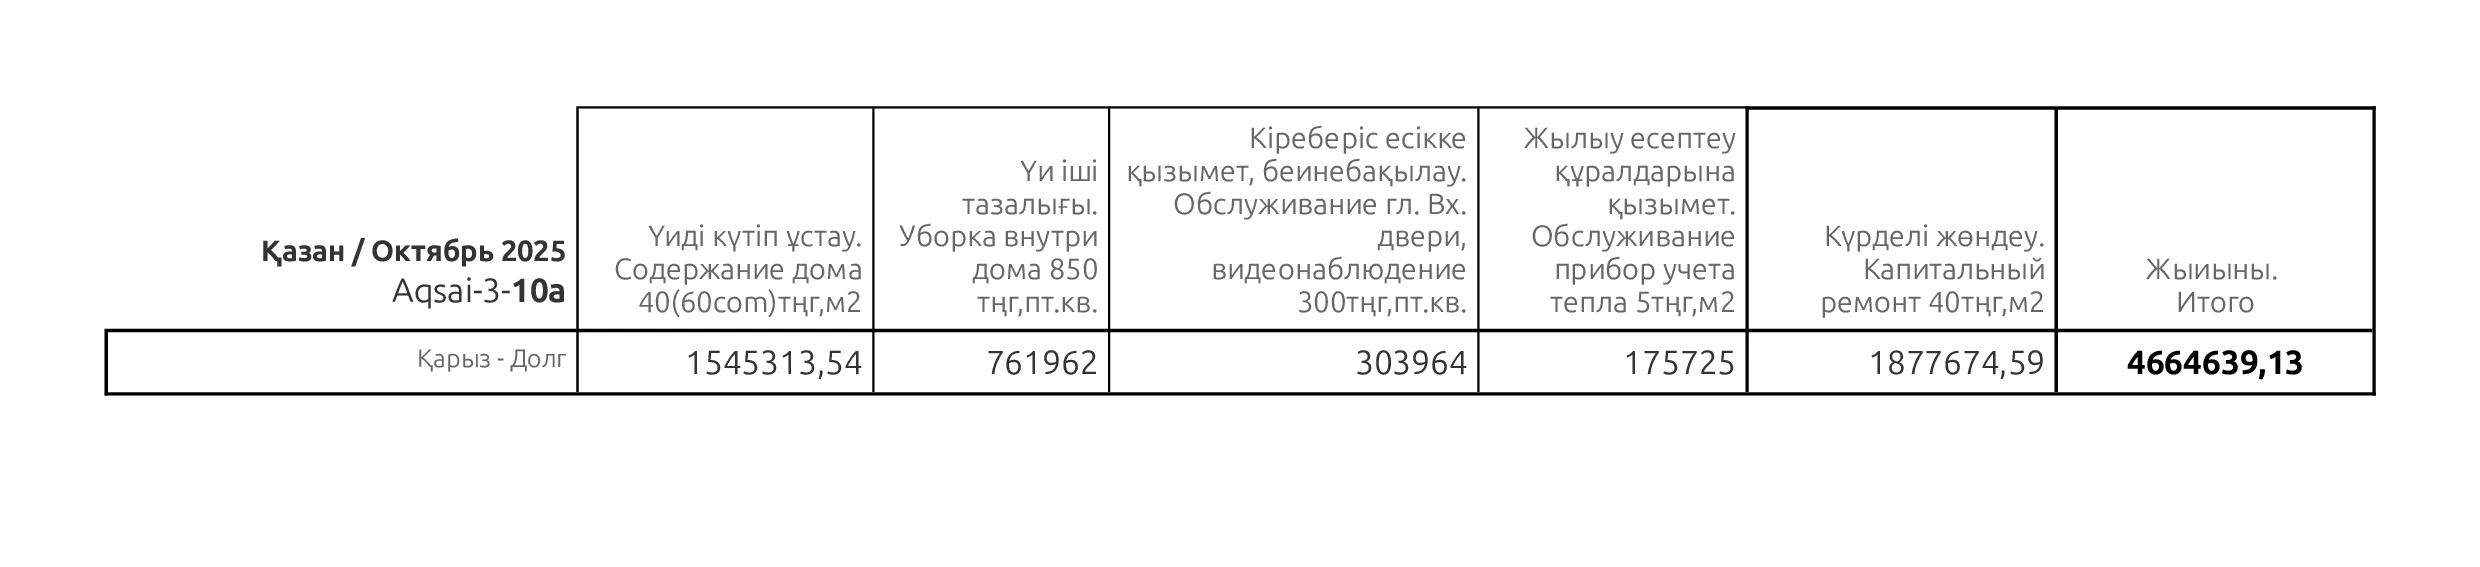 Қазан / Октябрь 2025
Aqsai-3-10а
Үиді күтіп ұстау.
Содержание дома
40(60com)тңг,м2
Үи іші
тазалығы.
Уборка внутри
дома 850
тңг,пт.кв.
Кіреберіс есікке
қызымет, беинебақылау.
Обслуживание гл. Вх.
двери,
видеонаблюдение
300тңг,пт.кв.
Жылыу есептеу
құралдарына
қызымет.
Обслуживание
прибор учета
тепла 5тңг,м2
Күрделі жөндеу.
Капитальный
ремонт 40тңг,м2
Жыиыны.
Итого
Қарыз - Долг
1545313,54
761962
303964
175725
1877674,59
4664639,13